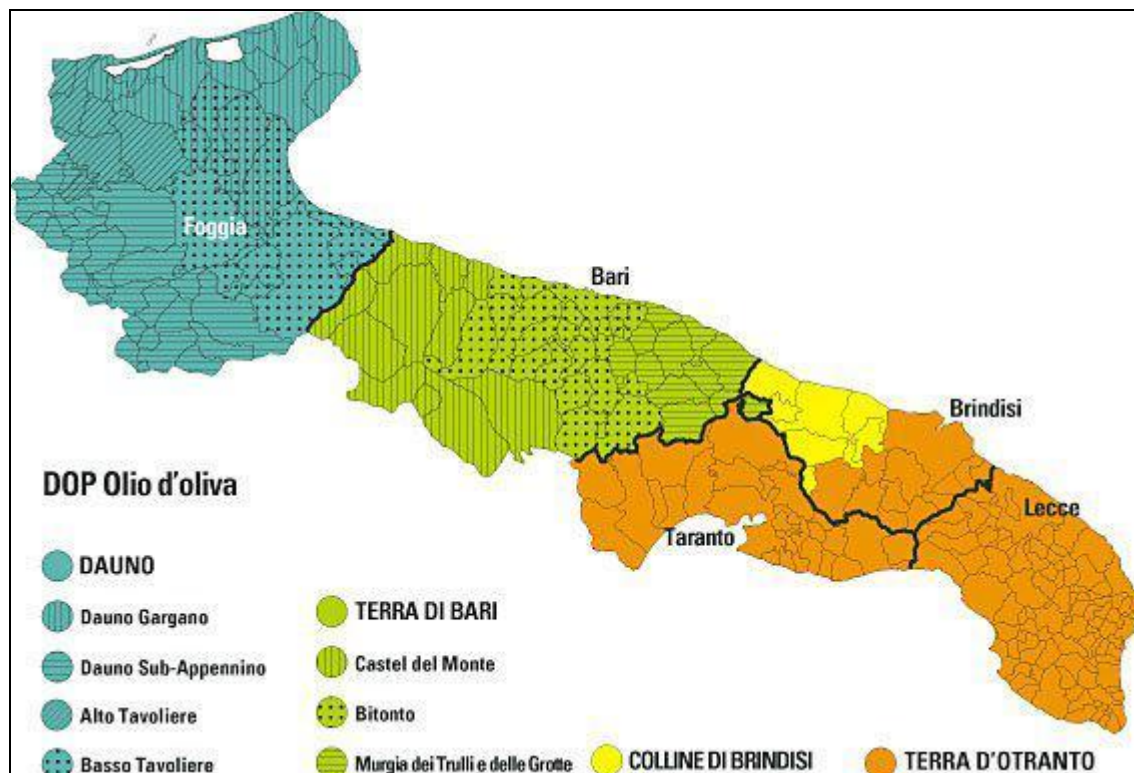 Foggia
Bari
Brindisi
Lecce
Taranto
DOP Olio d'oliva
DAUNO
Dauno Gargano
Dauno Sub-Appennino
Alto Tavoliere
Basso Tavoliere
TERRA DI BARI
Castel del Monte
Bitonto
Murgia dei Trulli e delle Grotte
COLLINE DI BRINDISI
TERRA D'OTRANTO